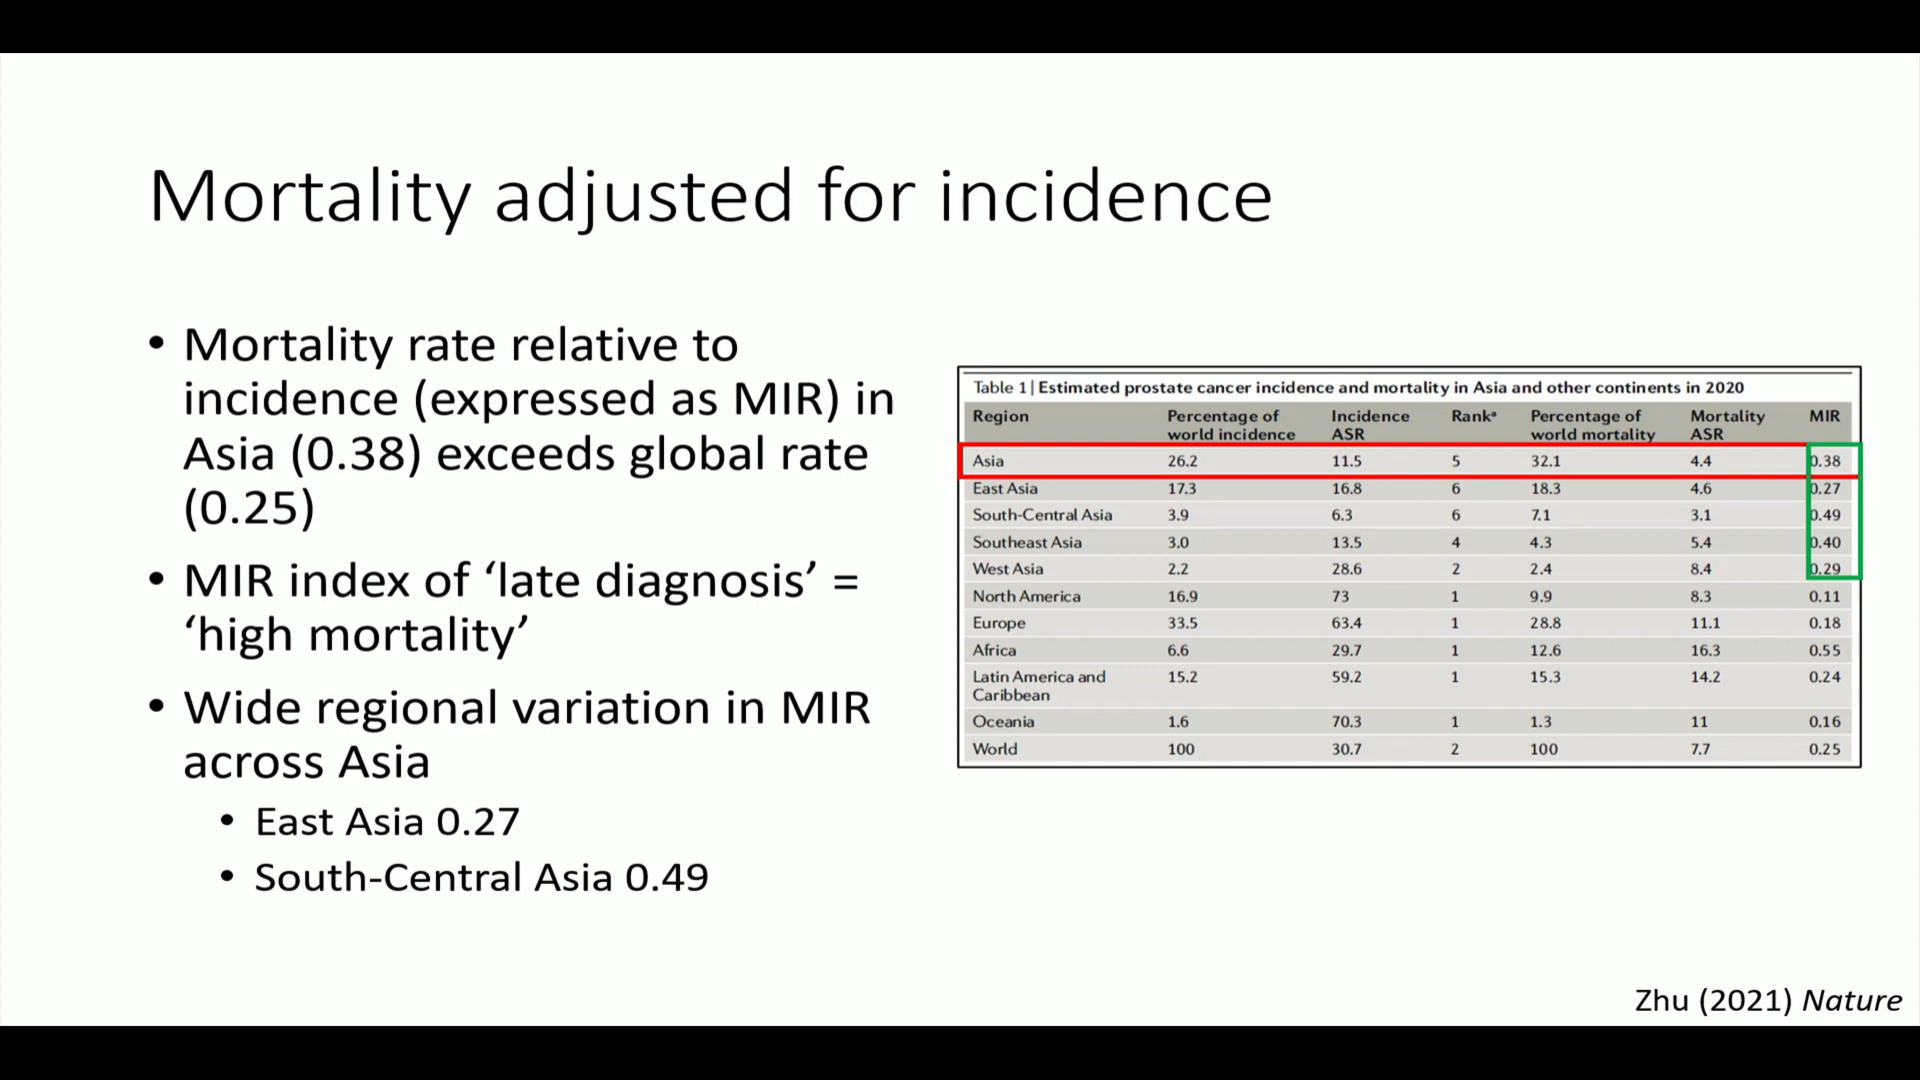 Mortality adjusted for incidence
• Mortality rate relative to
incidence (expressed as MIR) in
Asia (0.38) exceeds global rate
(0.25)
• MIR index of ‘late diagnosis’ =
‘high mortality’
• Wide regional variation in MIR
across Asia
• East Asia 0.27
• South-Central Asia 0.49
Table 1 | Estimated prostate cancer incidence and mortality in Asia and other continents in 2020
Region Percentage of world incidence Incidence ASR Rankᵃ Percentage of world mortality Mortality ASR MIR
Asia 26.2 11.5 5 32.1 4.4 0.38
East Asia 17.3 16.8 6 18.3 4.6 0.27
South-Central Asia 3.9 6.3 6 7.1 3.1 0.49
Southeast Asia 3.0 13.5 4 4.3 5.4 0.40
West Asia 2.2 28.6 2 2.4 8.4 0.29
North America 16.9 73 1 9.9 8.3 0.11
Europe 33.5 63.4 1 28.8 11.1 0.18
Africa 6.6 29.7 1 12.6 16.3 0.55
Latin America and Caribbean 15.2 59.2 1 15.3 14.2 0.24
Oceania 1.6 70.3 1 1.3 11 0.16
World 100 30.7 2 100 7.7 0.25
Zhu (2021) Nature